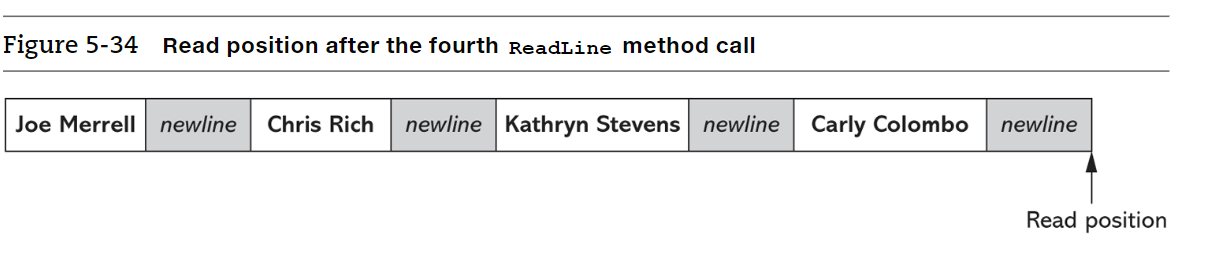 Figure 5-34 Read position after the fourth ReadLine method call
Joe Merrell newline Chris Rich newline Kathryn Stevens newline Carly Colombo newline
Read position